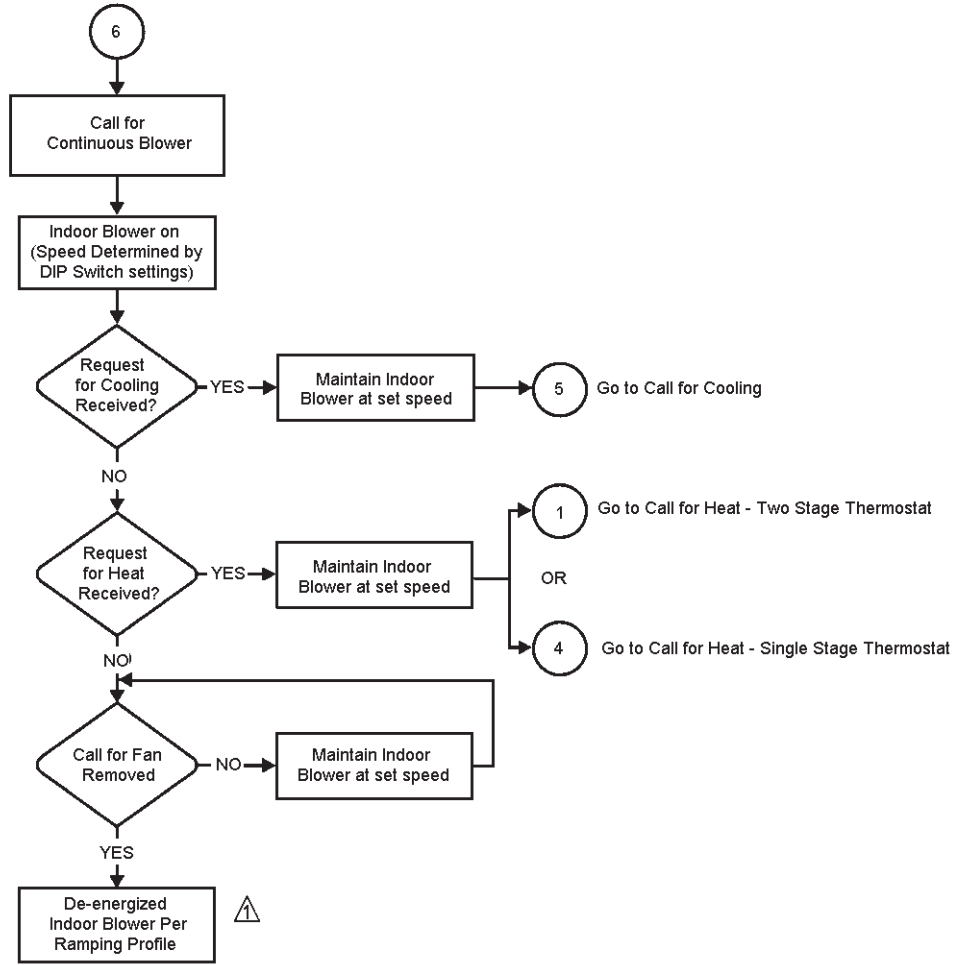 6
Call for
Continuous Blower
Indoor Blower on
(Speed Determined by
DIP Switch settings)
Request
for Cooling
Received?
YES
Maintain Indoor
Blower at set speed
5
Go to Call for Cooling
NO
Request
for Heat
Received?
YES
Maintain Indoor
Blower at set speed
1
Go to Call for Heat - Two Stage Thermostat
OR
4
Go to Call for Heat - Single Stage Thermostat
NO
Call for Fan
Removed
NO
Maintain Indoor
Blower at set speed
YES
De-energized
Indoor Blower Per
Ramping Profile
1